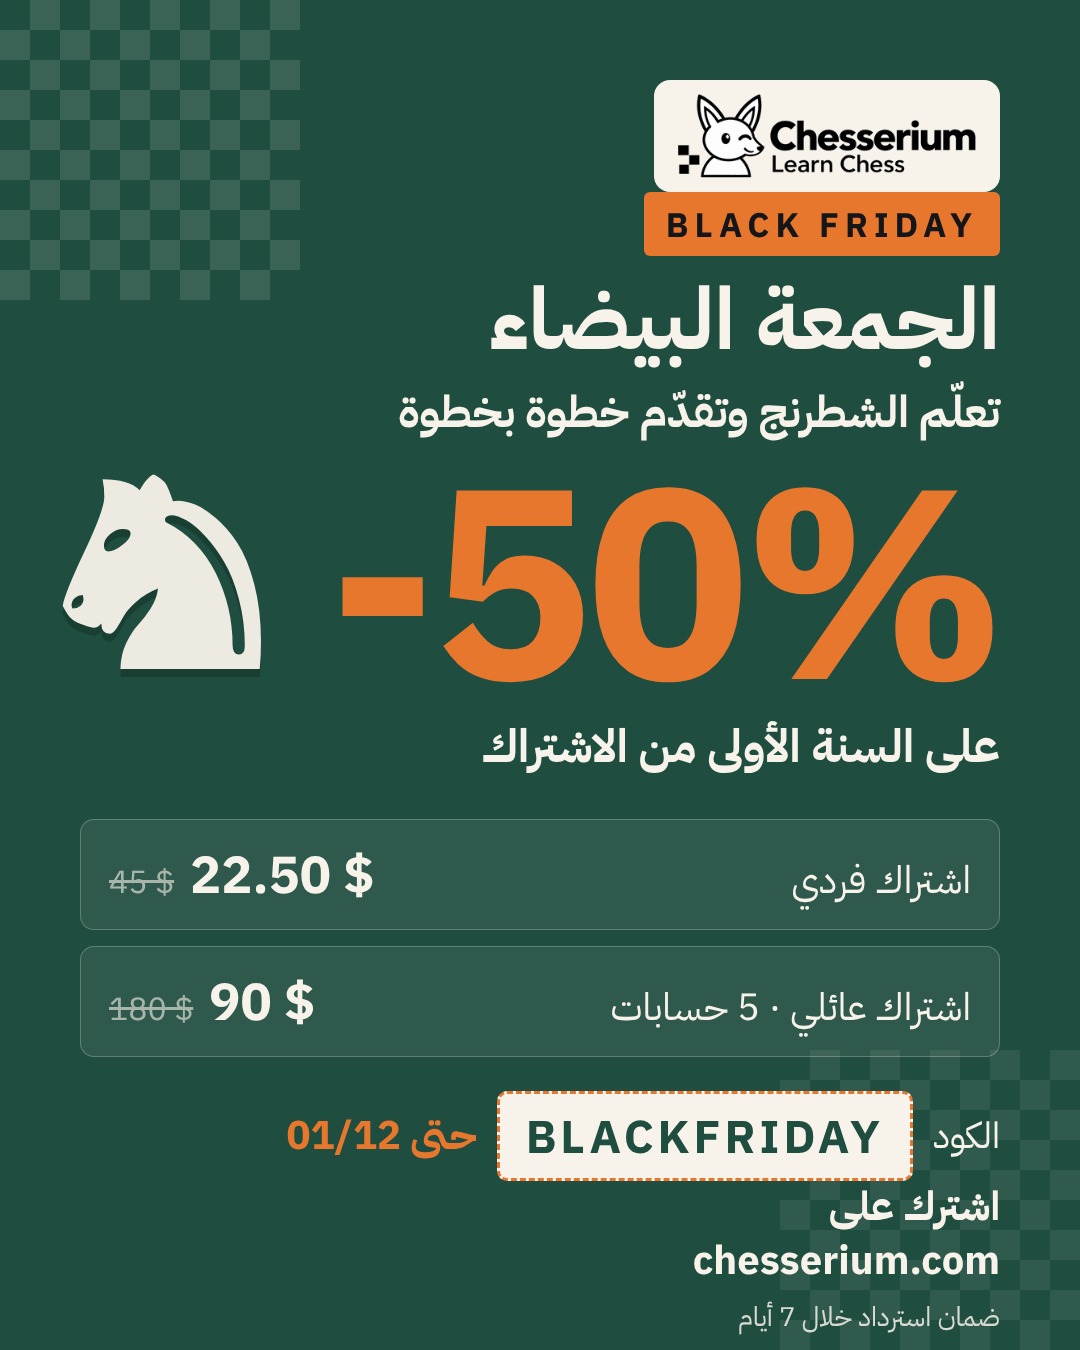 Chesserium
Learn Chess
BLACK FRIDAY
الجمعة البيضاء
تعلّم الشطرنج وتقدّم خطوة بخطوة
-50%
على السنة الأولى من الاشتراك
اشتراك فردي 22.50 $ 45 $
اشتراك عائلي · 5 حسابات 90 $ 180 $
الكود BLACKFRIDAY حتى 01/12
اشترك على
chesserium.com
ضمان استرداد خلال 7 أيام